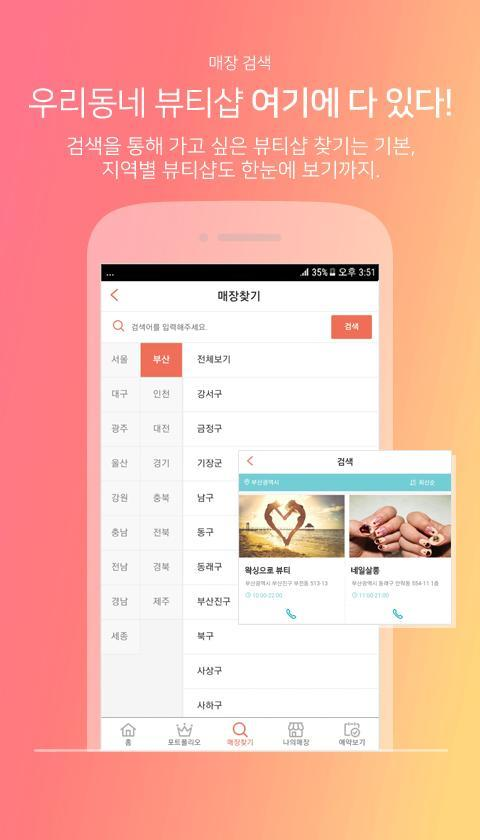 매장 검색
우리동네 뷰티샵 여기에 다 있다!
검색을 통해 가고 싶은 뷰티샵 찾기는 기본,
지역별 뷰티샵도 한눈에 보기까지.
... 35% 오후 3:51
매장찾기
검색어를 입력해주세요. 검색
서울 부산 전체보기
대구 인천 강서구
광주 대전 금정구
울산 경기 기장군
강원 충북 남구
충남 전북 동구
전남 경북 동래구
경남 제주 부산진구
세종 북구
사상구
사하구
검색
부산광역시 최신순
왁싱으로 뷰티 네일살롱
부산광역시 부산진구 부전동 513-13 부산광역시 동래구 안락동 554-11 1층
10:00-22:00 11:00-21:00
홈 포트폴리오 매장찾기 나의매장 예약보기